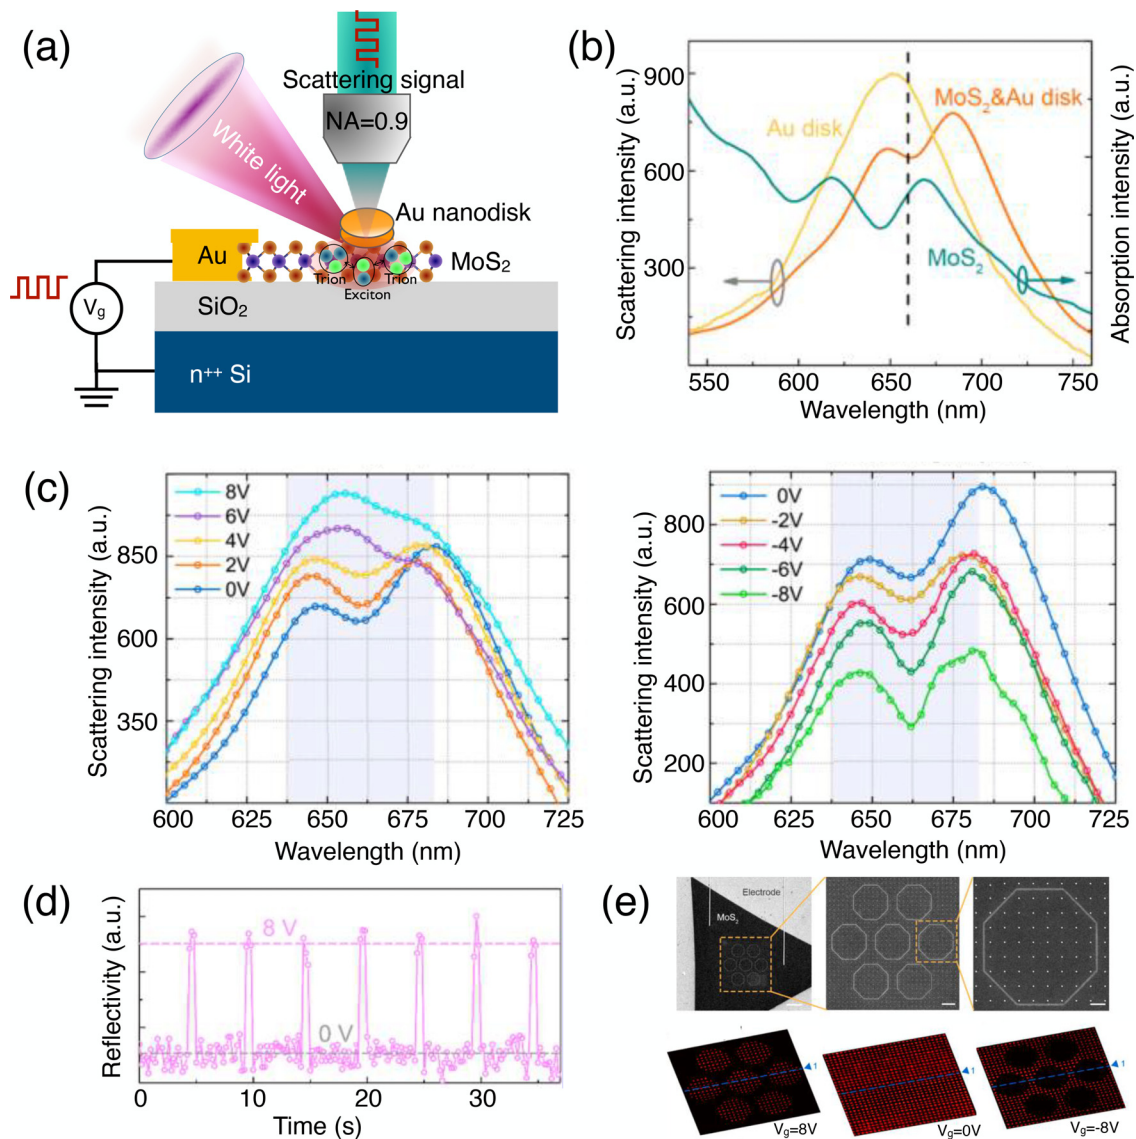 (a)
Scattering signal
NA=0.9
White light
Au nanodisk
Au
MoS2
Trion
Exciton
Trion
Vg
SiO2
n++ Si
(b)
Scattering intensity (a.u.)
900
600
300
Au disk
MoS2&Au disk
MoS2
Absorption intensity (a.u.)
550
600
650
700
750
Wavelength (nm)
(c)
Scattering intensity (a.u.)
850
600
350
8V
6V
4V
2V
0V
600
625
650
675
700
725
Wavelength (nm)
Scattering intensity (a.u.)
800
600
400
200
0V
-2V
-4V
-6V
-8V
600
625
650
675
700
725
Wavelength (nm)
(d)
Reflectivity (a.u.)
8 V
0 V
0
10
20
30
Time (s)
(e)
Electrode
MoS2
1
Vg=8V
1
Vg=0V
1
Vg=-8V